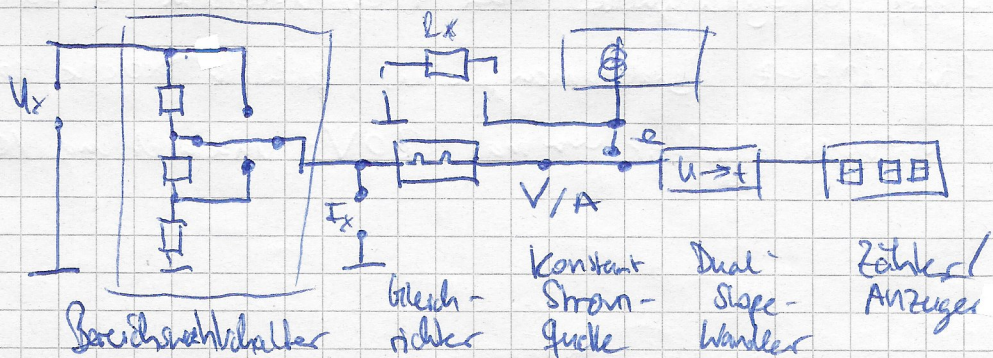 Rx
Ux
Ix
V/A
Ω
U→t
Bereichswahlschalter
Gleich-
richter
Konstant
Strom-
quelle
Dual-
Slope-
Wandler
Zähler/
Anzeiger